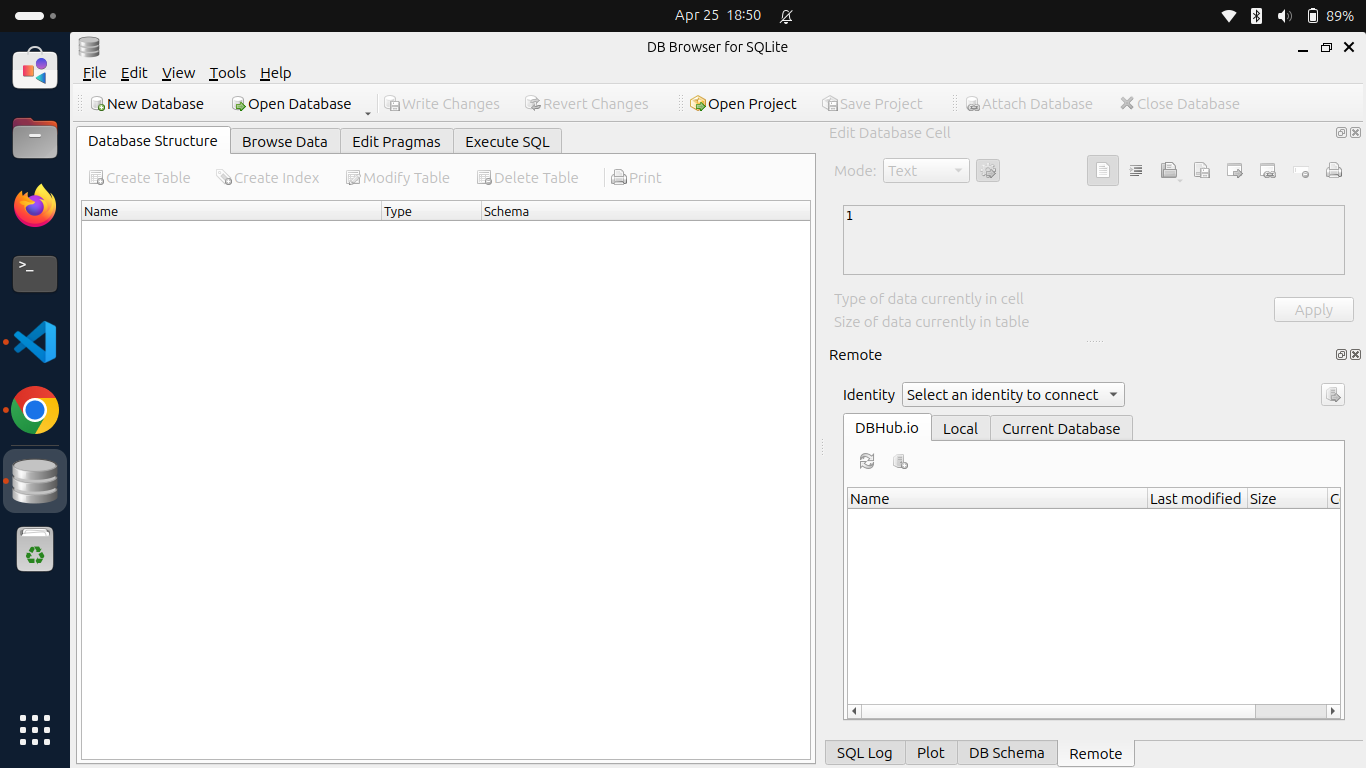 Apr 25 18:50
89%
DB Browser for SQLite
File Edit View Tools Help
New Database Open Database Write Changes Revert Changes Open Project Save Project Attach Database Close Database
Database Structure Browse Data Edit Pragmas Execute SQL
Create Table Create Index Modify Table Delete Table Print
Name Type Schema
Edit Database Cell
Mode: Text
1
Type of data currently in cell
Size of data currently in table
Apply
Remote
Identity Select an identity to connect
DBHub.io Local Current Database
Name Last modified Size C
SQL Log Plot DB Schema Remote